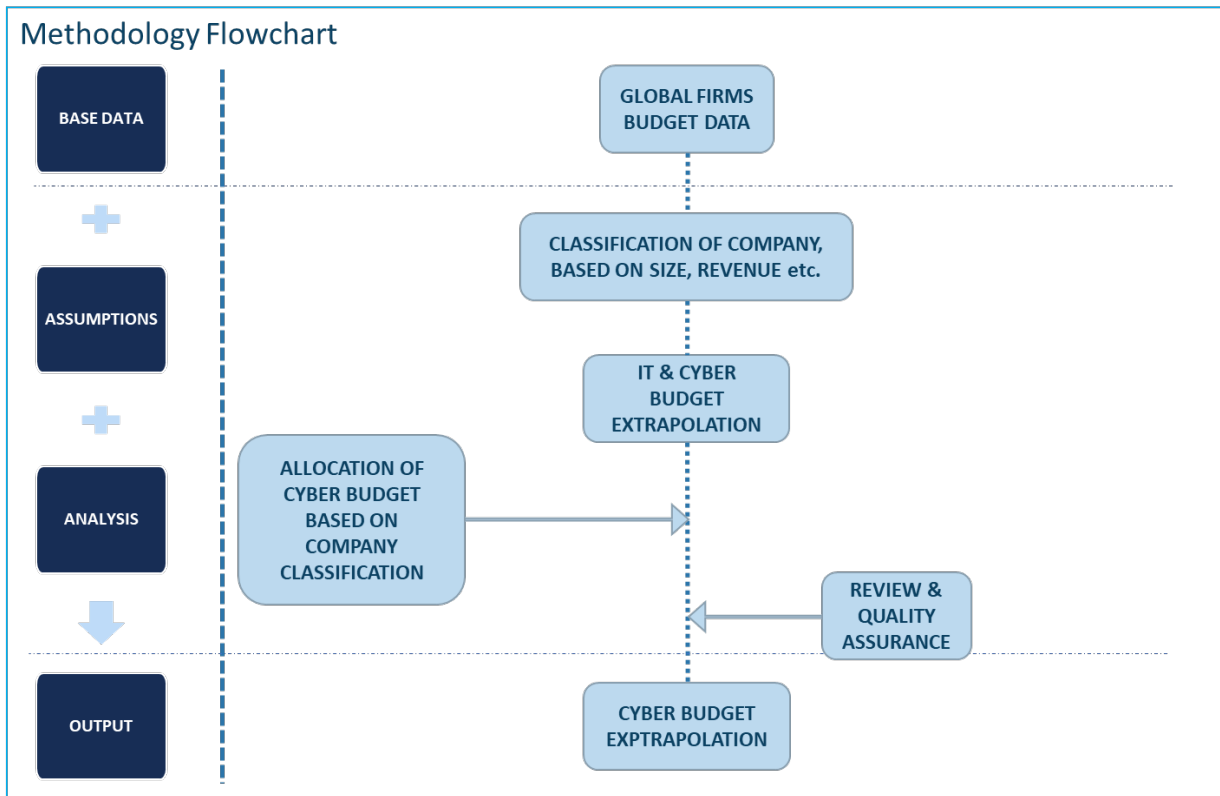 Methodology Flowchart
BASE DATA
GLOBAL FIRMS
BUDGET DATA
CLASSIFICATION OF COMPANY,
BASED ON SIZE, REVENUE etc.
ASSUMPTIONS
IT & CYBER
BUDGET
EXTRAPOLATION
ANALYSIS
ALLOCATION OF
CYBER BUDGET
BASED ON
COMPANY
CLASSIFICATION
REVIEW &
QUALITY
ASSURANCE
OUTPUT
CYBER BUDGET
EXPTRAPOLATION